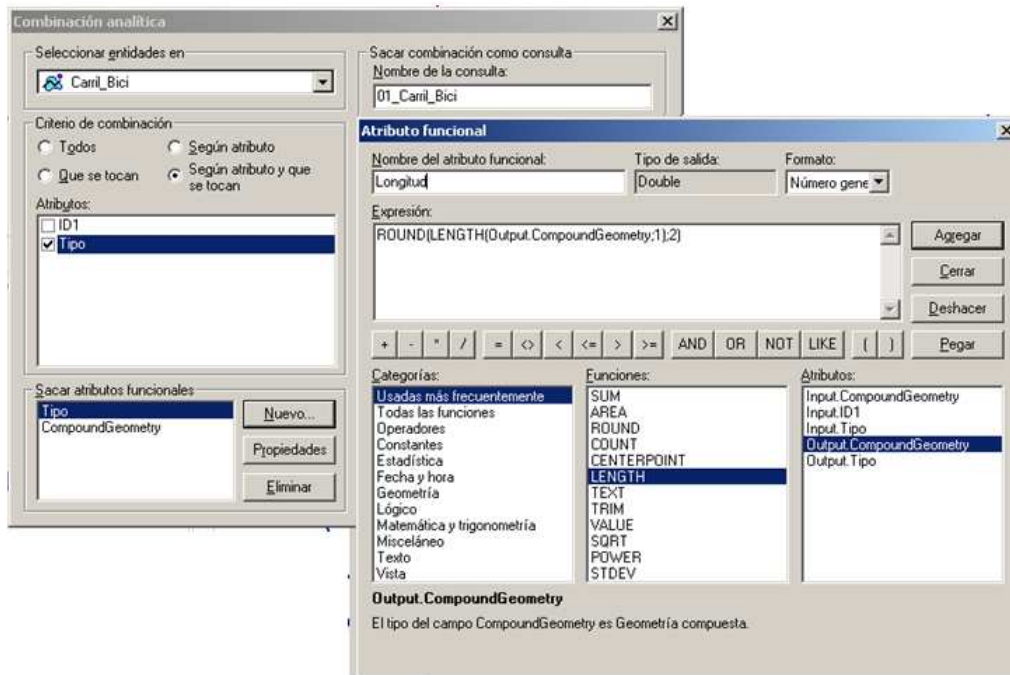 Combinación analítica
Seleccionar entidades en
Carril_Bici
Criterio de combinación
Todos
Según atributo
Que se tocan
Según atributo y que
se tocan
Atributos:
ID1
Tipo
Sacar atributos funcionales
Tipo
CompoundGeometry
Nuevo...
Propiedades
Eliminar
Sacar combinación como consulta
Nombre de la consulta:
01_Carril_Bici
Atributo funcional
Nombre del atributo funcional:
Longitud
Tipo de salida:
Double
Formato:
Número gene
Expresión:
ROUND(LENGTH(Output.CompoundGeometry;1);2)
Agregar
Cerrar
Deshacer
Pegar
+ - * / = <> < <= > >= AND OR NOT LIKE ( )
Categorías:
Usadas más frecuentemente
Todas las funciones
Operadores
Constantes
Estadística
Fecha y hora
Geometría
Lógico
Matemática y trigonometría
Misceláneo
Texto
Vista
Funciones:
SUM
AREA
ROUND
COUNT
CENTERPOINT
LENGTH
TEXT
TRIM
VALUE
SQRT
POWER
STDEV
Atributos:
Input.CompoundGeometry
Input.ID1
Input.Tipo
Output.CompoundGeometry
Output.Tipo
Output.CompoundGeometry
El tipo del campo CompoundGeometry es Geometría compuesta.